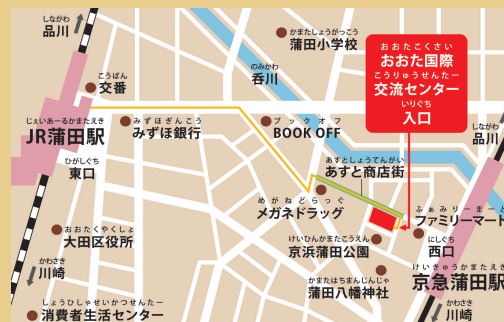 しながわ
品川
こうばん
交番
じぇいあーるかまたえき
JR蒲田駅
ひがしぐち
東口
みずほぎんこう
みずほ銀行
かまたしょうがっこう
蒲田小学校
のみかわ
呑川
ブックオフ
BOOK OFF
おおたこくさい
おおた国際
こうりゅうせんたー
交流センター
いりぐち
入口
しながわ
品川
あすとしょうてんがい
あすと商店街
めがねどらっぐ
メガネドラッグ
ふぁみりーまーと
ファミリーマート
にしぐち
西口
けいひんかまたこうえん
京浜蒲田公園
かまたはちまんじんじゃ
蒲田八幡神社
けいきゅうかまたえき
京急蒲田駅
かわさき
川崎
おおたくやくしょ
大田区役所
かわさき
川崎
しょうひしゃせいかつせんたー
消費者生活センター